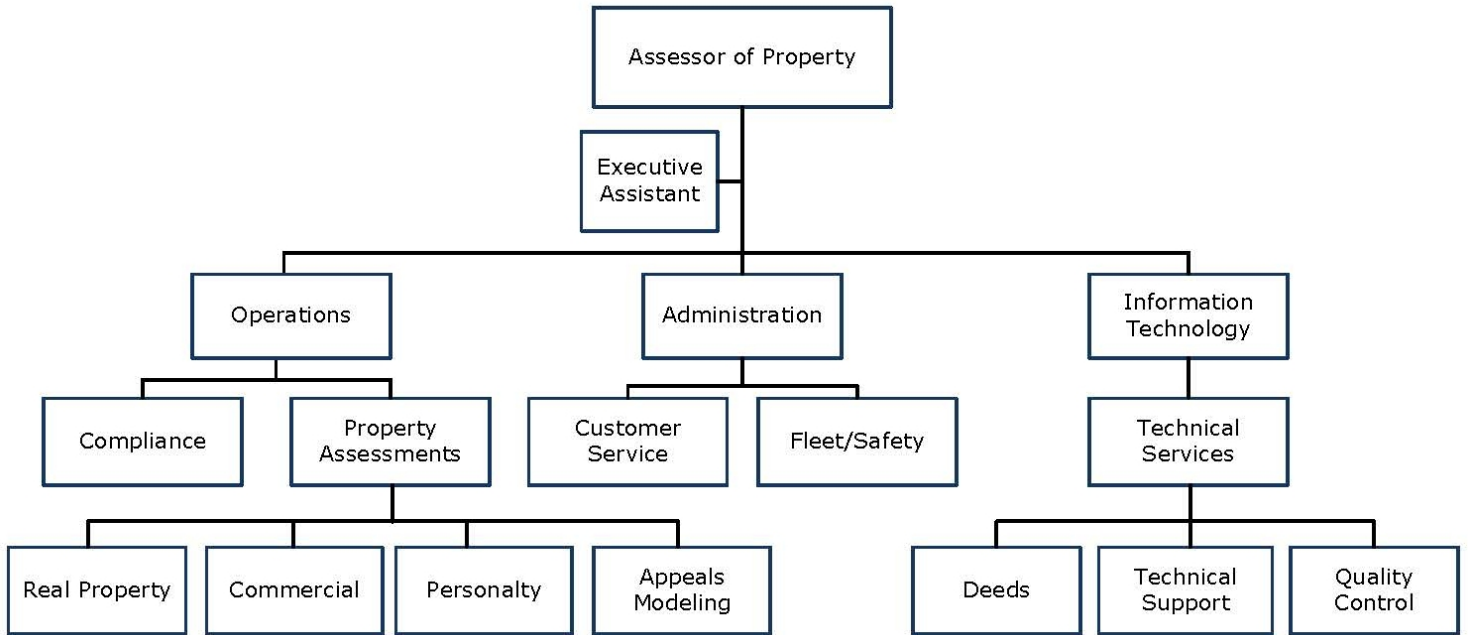 Assessor of Property
Executive
Assistant
Operations
Administration
Information
Technology
Compliance
Property
Assessments
Customer
Service
Fleet/Safety
Technical
Services
Real Property
Commercial
Personalty
Appeals
Modeling
Deeds
Technical
Support
Quality
Control